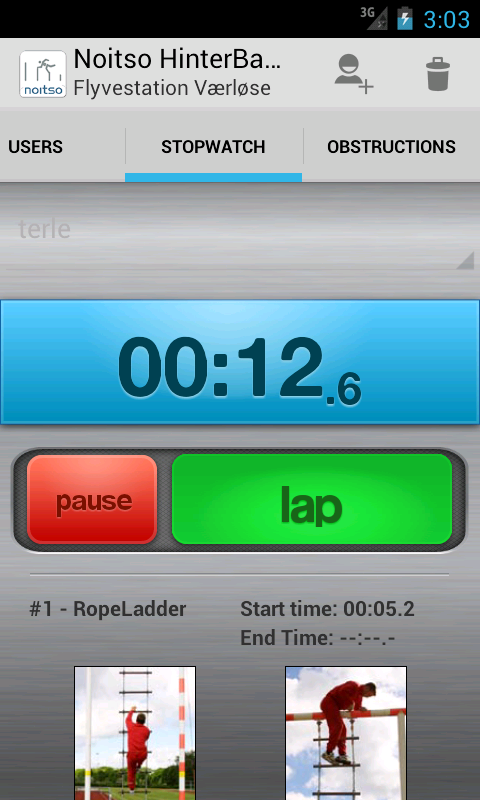 3G
3:03
noitso
Noitso HinterBa...
Flyvestation Værløse
USERS
STOPWATCH
OBSTRUCTIONS
terle
00:12.6
pause
lap
#1 - RopeLadder
Start time: 00:05.2
End Time: --:--.-